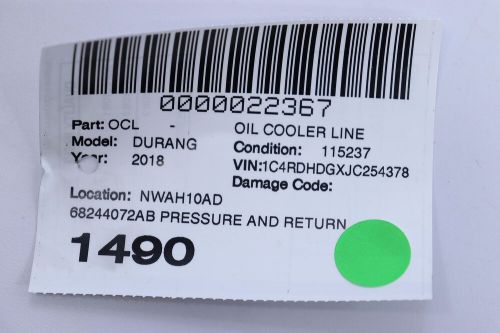 0000022367
Part: OCL - OIL COOLER LINE
Model: DURANG Condition: 115237
Year: 2018 VIN:1C4RDHDGXJC254378
Damage Code:
Location: NWAH10AD
68244072AB PRESSURE AND RETURN
1490